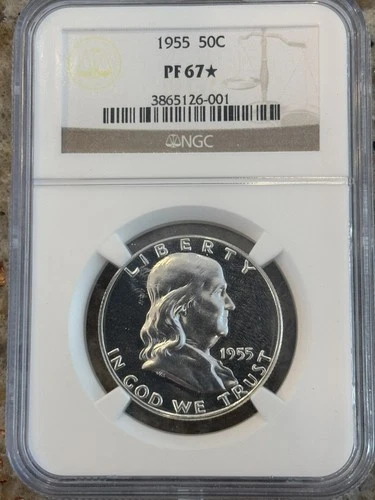 1955 50C
PF 67★
3865126-001
NGC
LIBERTY
1955
IN GOD WE TRUST